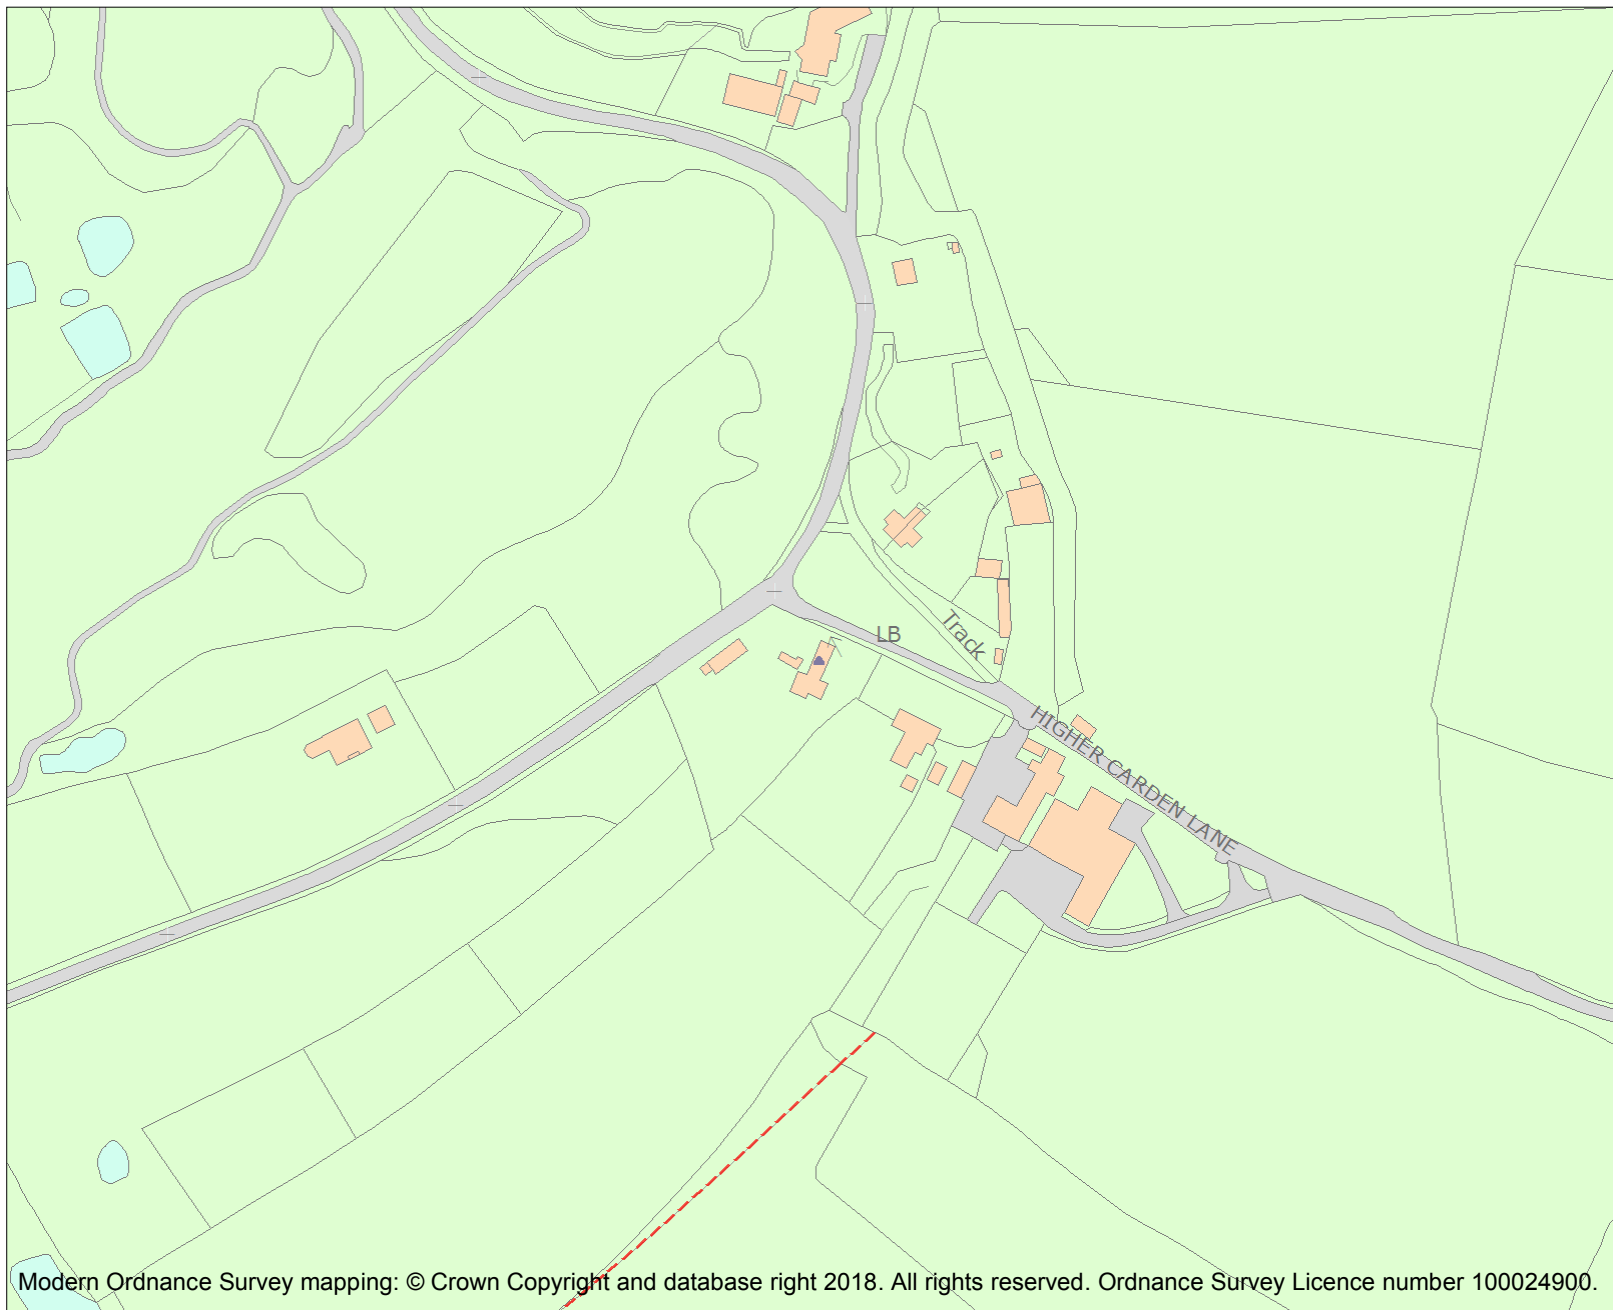 LB
Track
HIGHER CARDEN LANE
Modern Ordnance Survey mapping: © Crown Copyright and database right 2018. All rights reserved. Ordnance Survey Licence number 100024900.